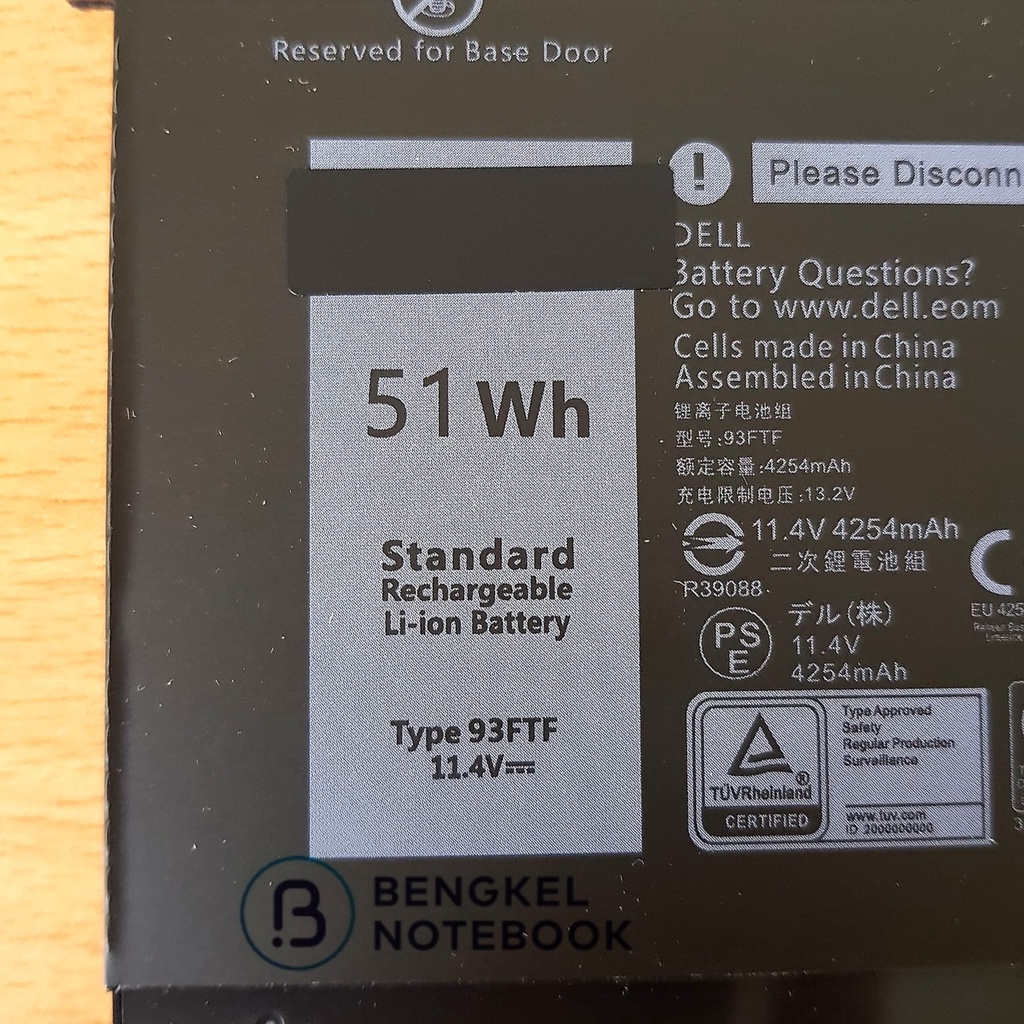 Reserved for Base Door
!
Please Disconn
DELL
Battery Questions?
Go to www.dell.eom
Cells made in China
Assembled in China
锂离子电池组
型号:93FTF
额定容量:4254mAh
充电限制电压:13.2V
11.4V 4254mAh
二次鋰電池組
R39088
PSE
デル(株)
11.4V
4254mAh
EU 425
51 Wh
Standard
Rechargeable
Li-ion Battery
Type 93FTF
11.4V⎓
TÜVRheinland®
CERTIFIED
Type Approved
Safety
Regular Production
Surveillance
www.tuv.com
ID 2000000000
BENGKEL
NOTEBOOK